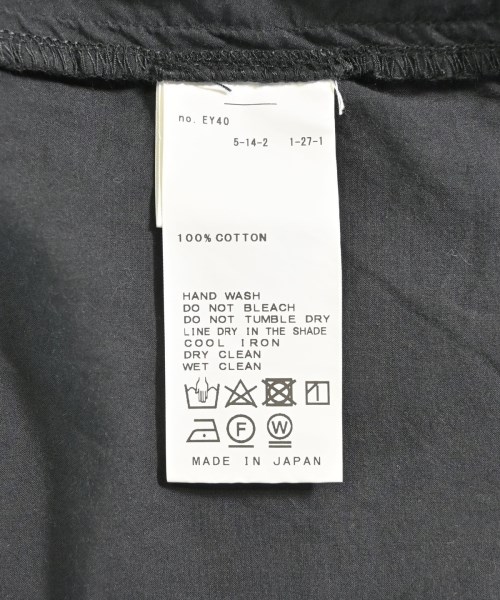 no. EY40
5-14-2 1-27-1
100% COTTON
HAND WASH
DO NOT BLEACH
DO NOT TUMBLE DRY
LINE DRY IN THE SHADE
COOL IRON
DRY CLEAN
WET CLEAN
F W
MADE IN JAPAN